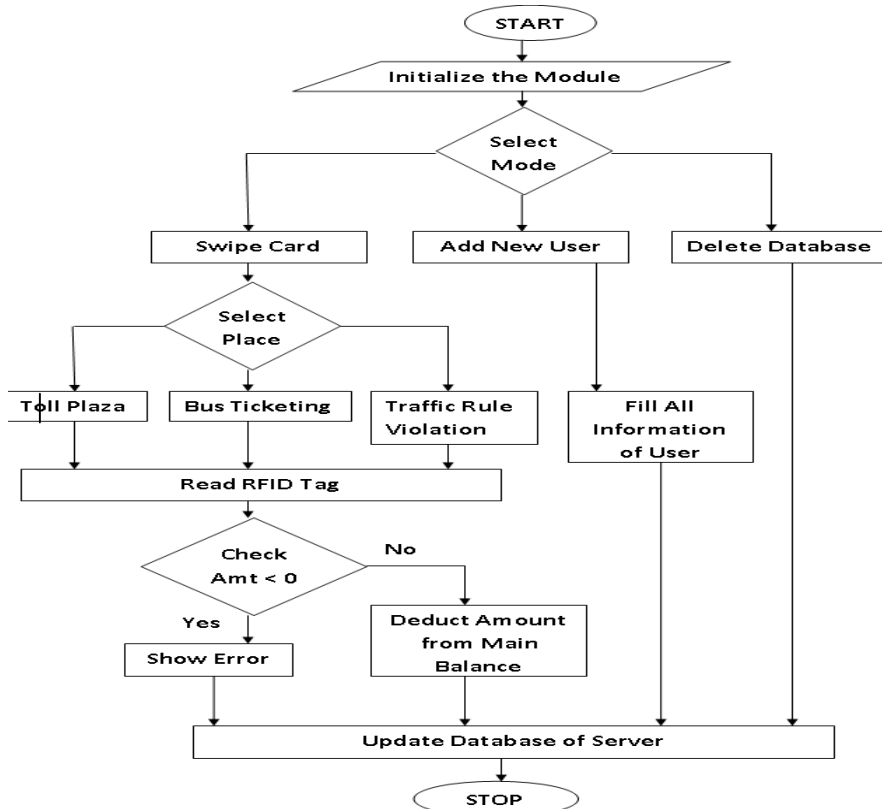 START
Initialize the Module
Select
Mode
Swipe Card
Add New User
Delete Database
Select
Place
Toll Plaza
Bus Ticketing
Traffic Rule
Violation
Fill All
Information
of User
Read RFID Tag
Check
Amt < 0
No
Yes
Deduct Amount
from Main
Balance
Show Error
Update Database of Server
STOP